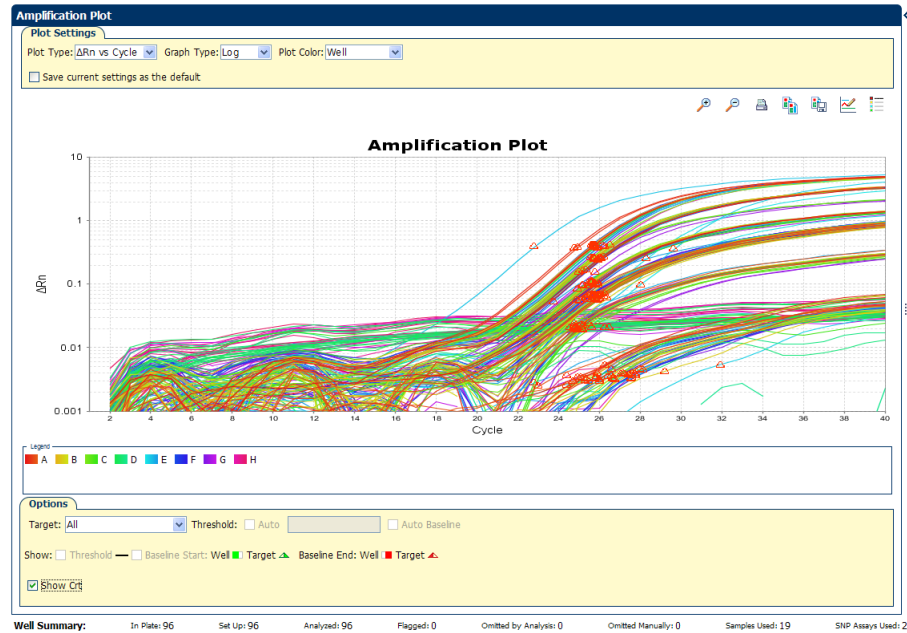 Amplification Plot
Plot Settings
Plot Type: ΔRn vs Cycle Graph Type: Log Plot Color: Well
Save current settings as the default
Amplification Plot
10
1
0.1
0.01
0.001
ΔRn
2 4 6 8 10 12 14 16 18 20 22 24 26 28 30 32 34 36 38 40
Cycle
Legend
A B C D E F G H
Options
Target: All Threshold: Auto Auto Baseline
Show: Threshold Baseline Start: Well Target Baseline End: Well Target
Show Crt
Well Summary: In Plate: 96 Set Up: 96 Analyzed: 96 Flagged: 0 Omitted by Analysis: 0 Omitted Manually: 0 Samples Used: 19 SNP Assays Used: 2